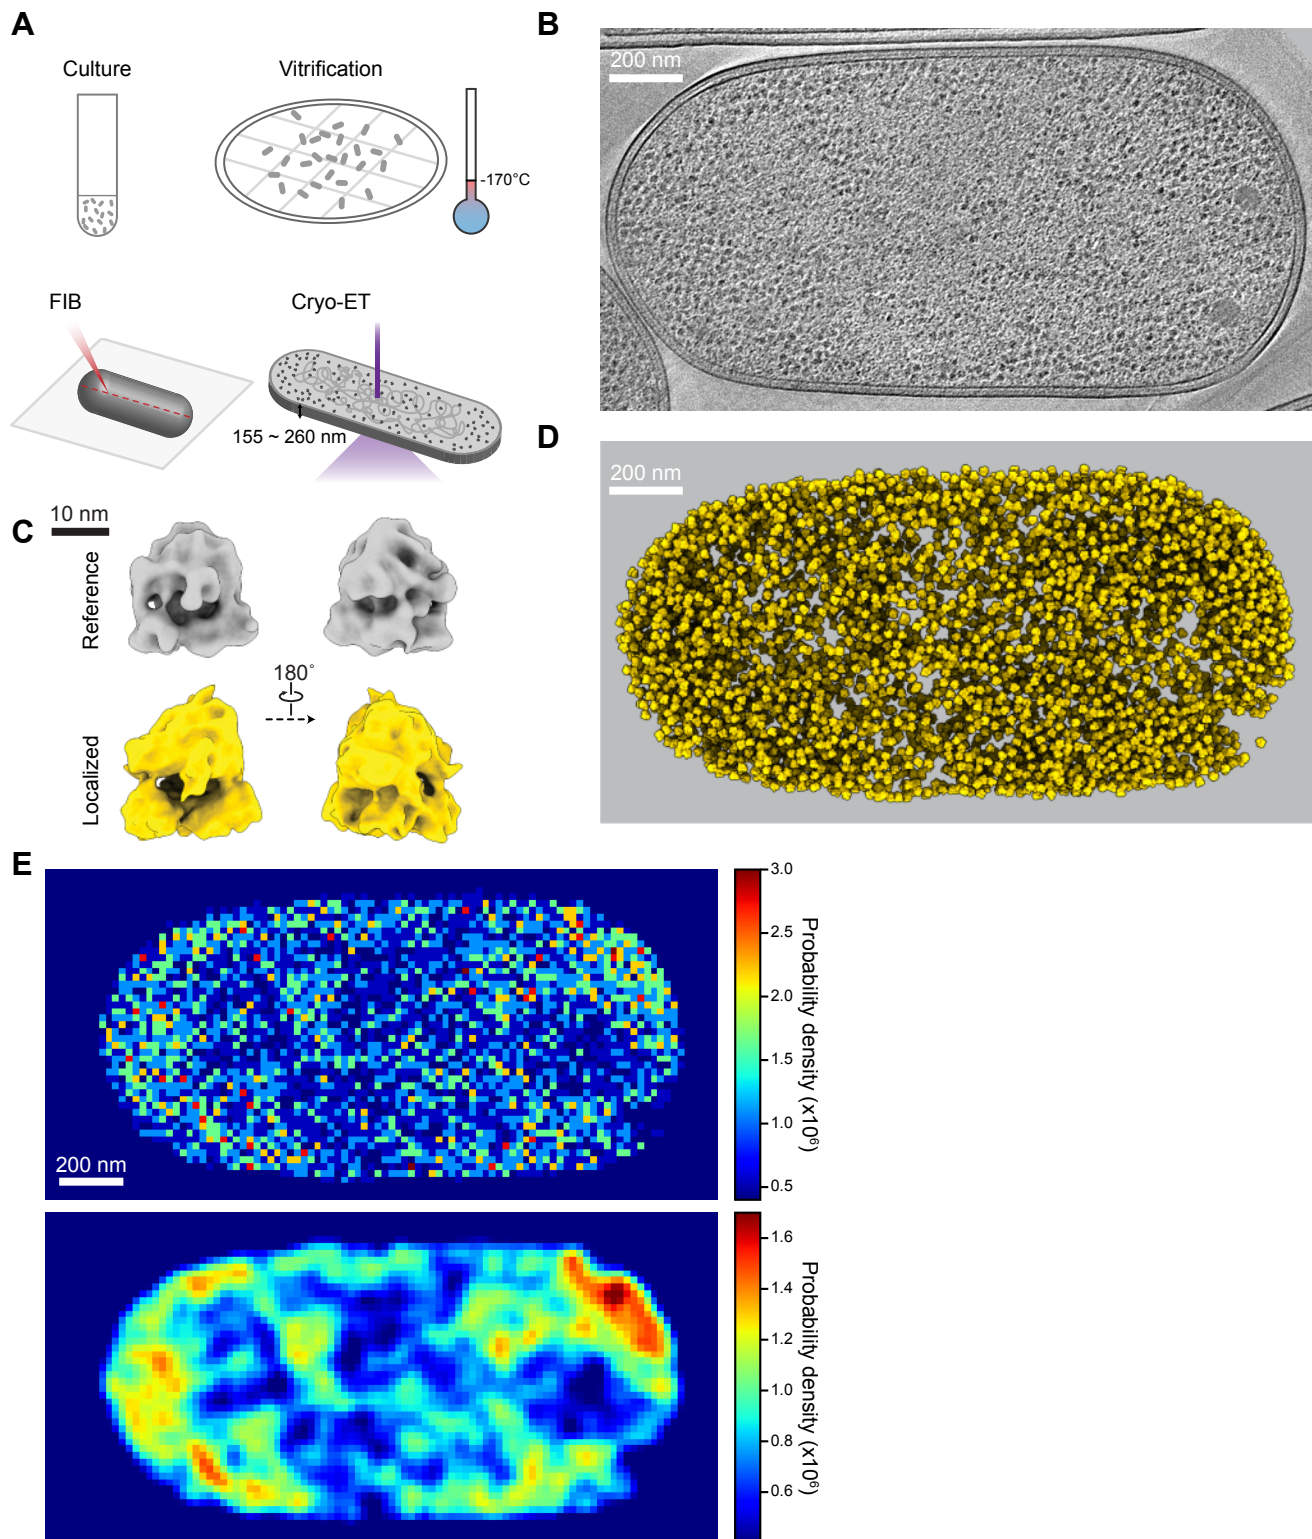 A
Culture
Vitrification
-170°C
FIB
Cryo-ET
155 ~ 260 nm
B
200 nm
C
10 nm
Reference
180°
Localized
D
200 nm
E
200 nm
3.0
2.5
2.0
1.5
1.0
0.5
Probability density (x10⁶)
1.6
1.4
1.2
1.0
0.8
0.6
Probability density (x10⁶)